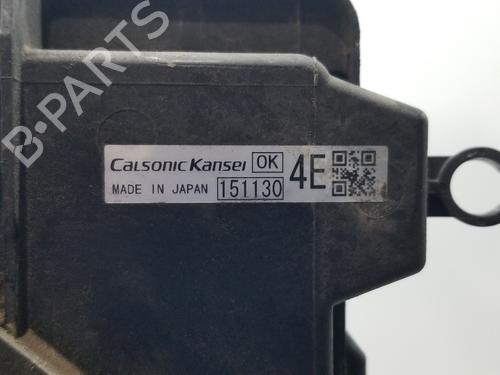 B-PARTS
CALSONIC KANSEI OK
MADE IN JAPAN 151130
4E